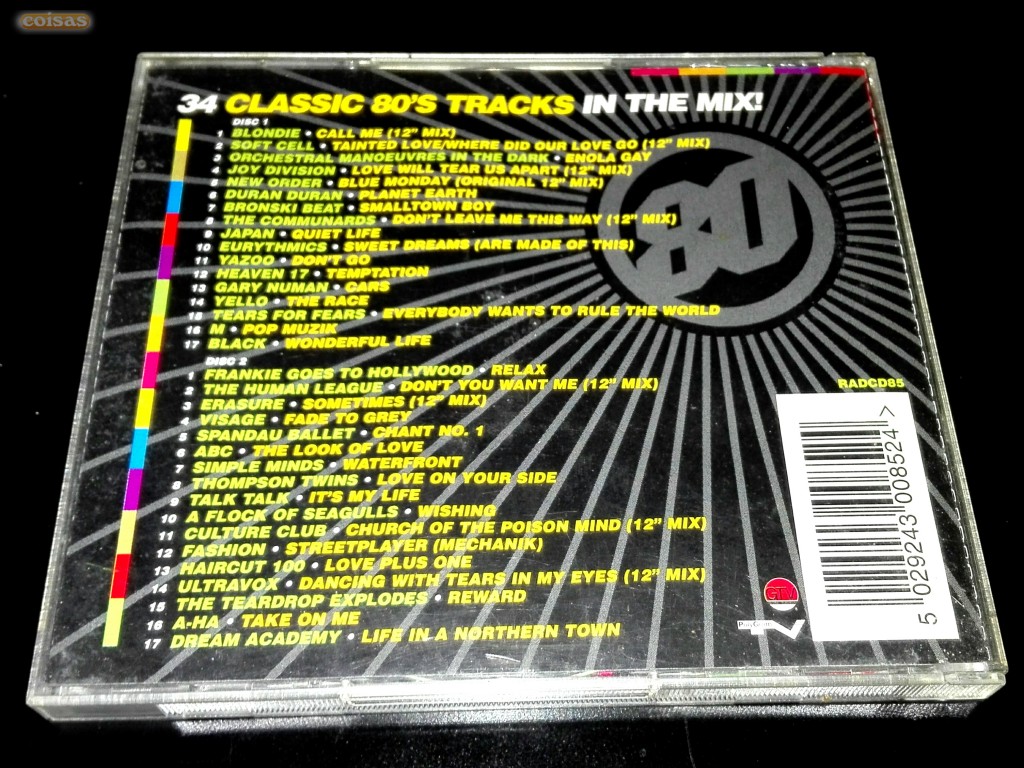 coisas
34 CLASSIC 80'S TRACKS IN THE MIX!
DISC 1
1 BLONDIE • CALL ME (12" MIX)
2 SOFT CELL • TAINTED LOVE/WHERE DID OUR LOVE GO (12" MIX)
3 ORCHESTRAL MANOEUVRES IN THE DARK • ENOLA GAY
4 JOY DIVISION • LOVE WILL TEAR US APART (12" MIX)
5 NEW ORDER • BLUE MONDAY (ORIGINAL 12" MIX)
6 DURAN DURAN • PLANET EARTH
7 BRONSKI BEAT • SMALLTOWN BOY
8 THE COMMUNARDS • DON'T LEAVE ME THIS WAY (12" MIX)
9 JAPAN • QUIET LIFE
10 EURYTHMICS • SWEET DREAMS (ARE MADE OF THIS)
11 YAZOO • DON'T GO
12 HEAVEN 17 • TEMPTATION
13 GARY NUMAN • CARS
14 YELLO • THE RACE
15 TEARS FOR FEARS • EVERYBODY WANTS TO RULE THE WORLD
16 M • POP MUZIK
17 BLACK • WONDERFUL LIFE
80
DISC 2
1 FRANKIE GOES TO HOLLYWOOD • RELAX
2 THE HUMAN LEAGUE • DON'T YOU WANT ME (12" MIX)
3 ERASURE • SOMETIMES (12" MIX)
4 VISAGE • FADE TO GREY
5 SPANDAU BALLET • CHANT NO. 1
6 ABC • THE LOOK OF LOVE
7 SIMPLE MINDS • WATERFRONT
8 THOMPSON TWINS • LOVE ON YOUR SIDE
9 TALK TALK • IT'S MY LIFE
10 A FLOCK OF SEAGULLS • WISHING
11 CULTURE CLUB • CHURCH OF THE POISON MIND (12" MIX)
12 FASHION • STREETPLAYER (MECHANIK)
13 HAIRCUT 100 • LOVE PLUS ONE
14 ULTRAVOX • DANCING WITH TEARS IN MY EYES (12" MIX)
15 THE TEARDROP EXPLODES • REWARD
16 A-HA • TAKE ON ME
17 DREAM ACADEMY • LIFE IN A NORTHERN TOWN
RADCD85
5 029243 008524 >
GTV
PolyGram
TV